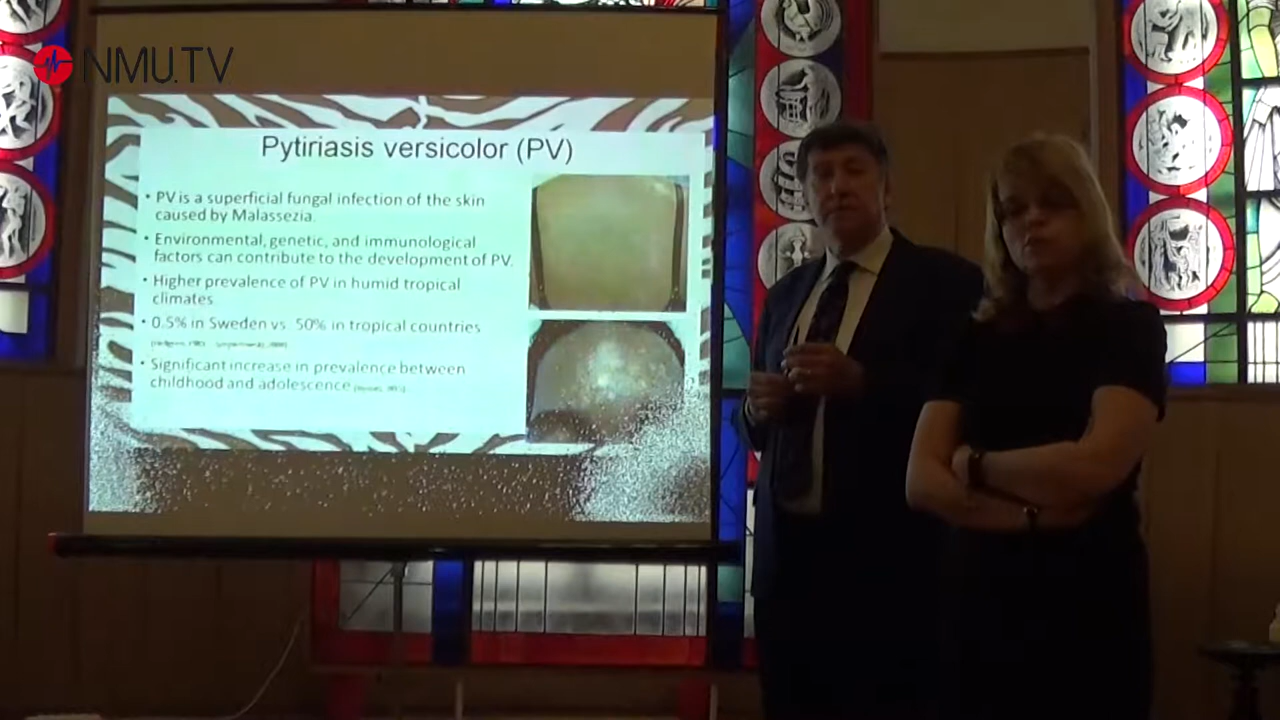 NMU.TV
Pytiriasis versicolor (PV)
• PV is a superficial fungal infection of the skin
caused by Malassezia.
• Environmental, genetic, and immunological
factors can contribute to the development of PV.
• Higher prevalence of PV in humid tropical
climates
• 0.5% in Sweden vs. 50% in tropical countries
• Significant increase in prevalence between
childhood and adolescence